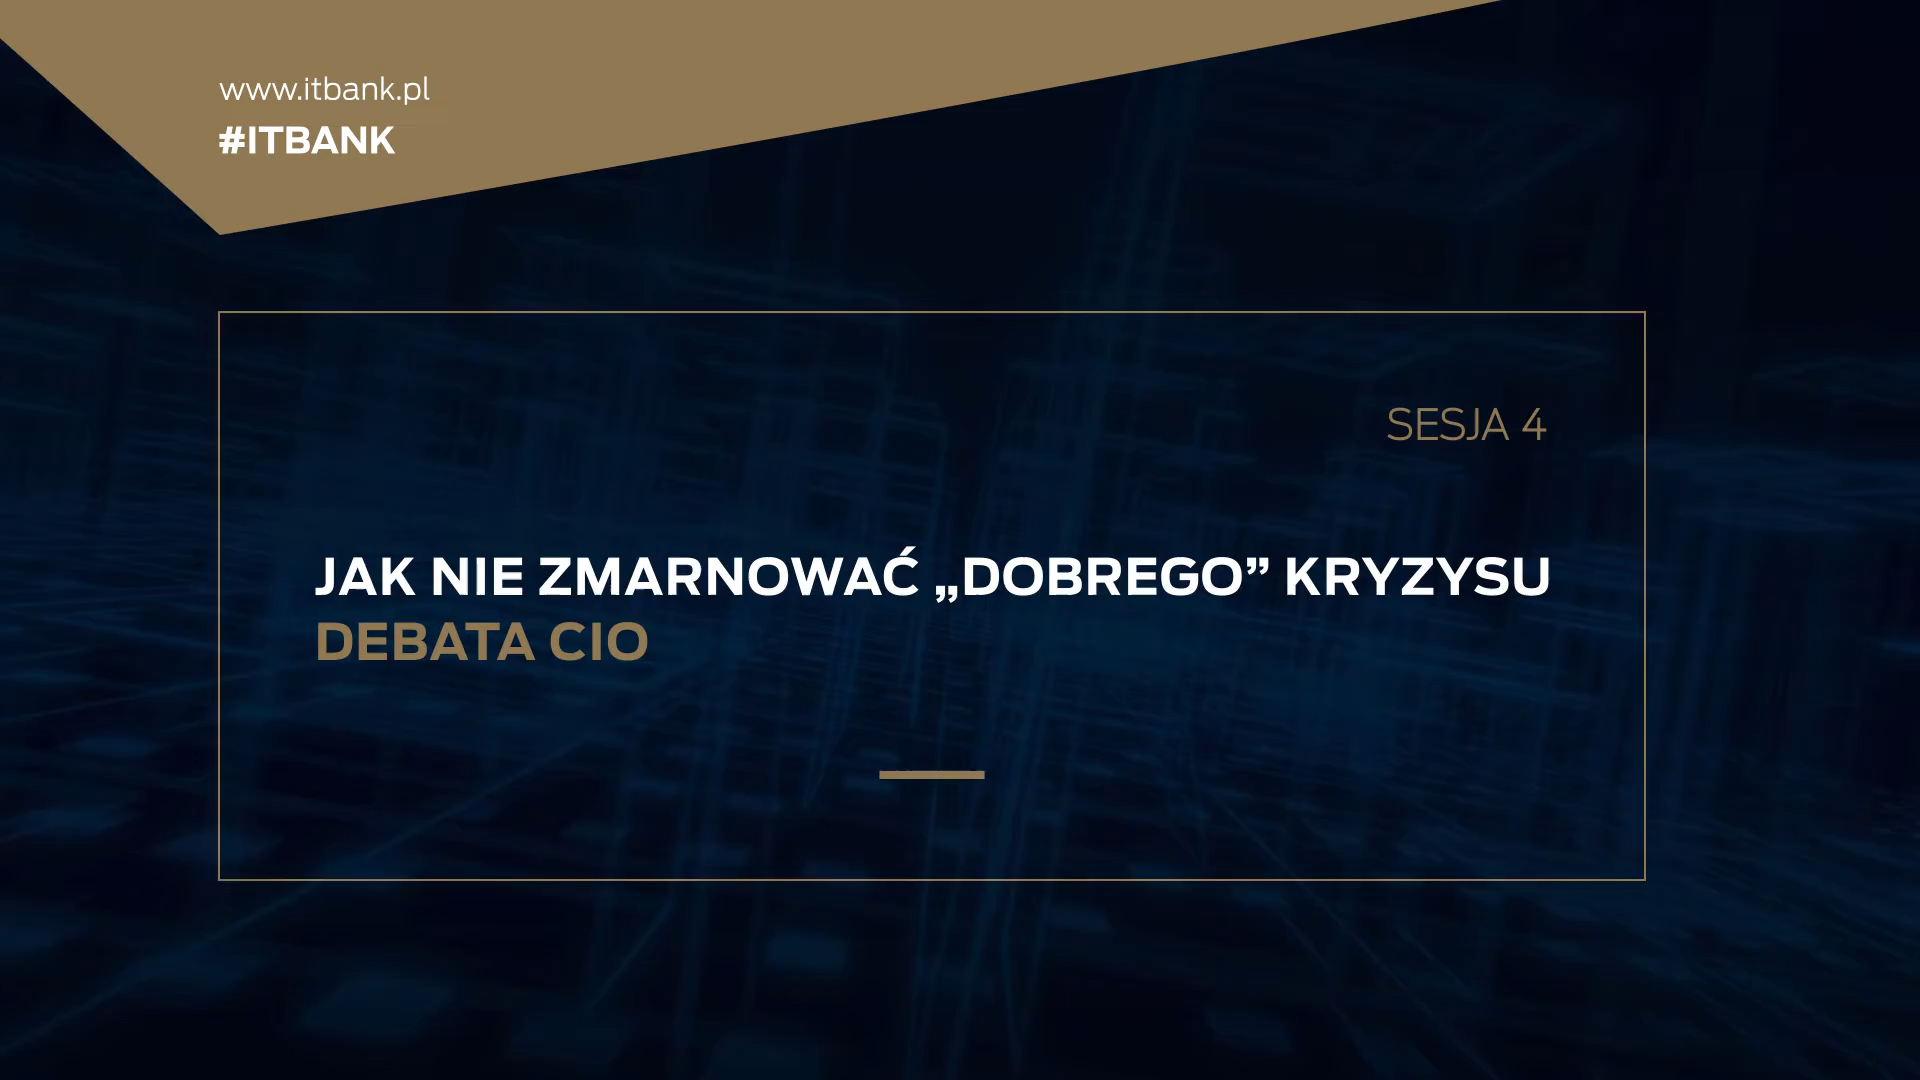 www.itbank.pl
#ITBANK
SESJA 4
JAK NIE ZMARNOWAĆ „DOBREGO” KRYZYSU
DEBATA CIO